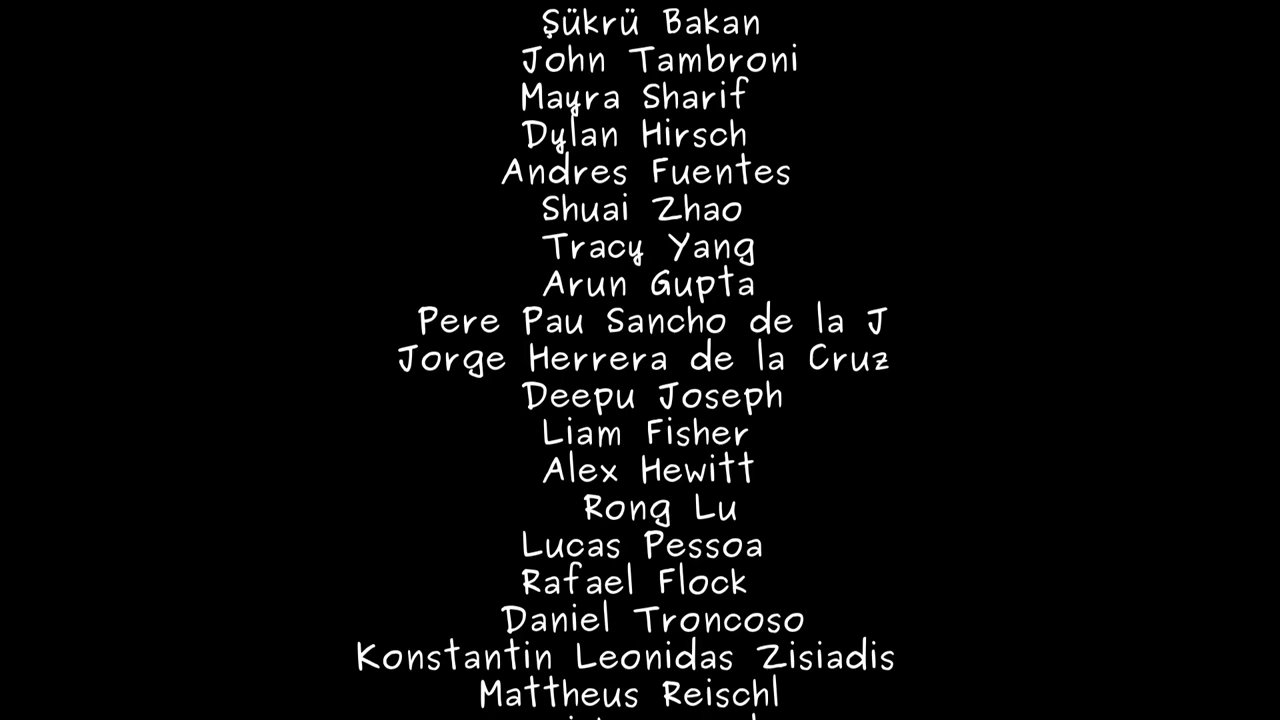 Şükrü Bakan
John Tambroni
Mayra Sharif
Dylan Hirsch
Andres Fuentes
Shuai Zhao
Tracy Yang
Arun Gupta
Pere Pau Sancho de la J
Jorge Herrera de la Cruz
Deepu Joseph
Liam Fisher
Alex Hewitt
Rong Lu
Lucas Pessoa
Rafael Flock
Daniel Troncoso
Konstantin Leonidas Zisiadis
Mattheus Reischl